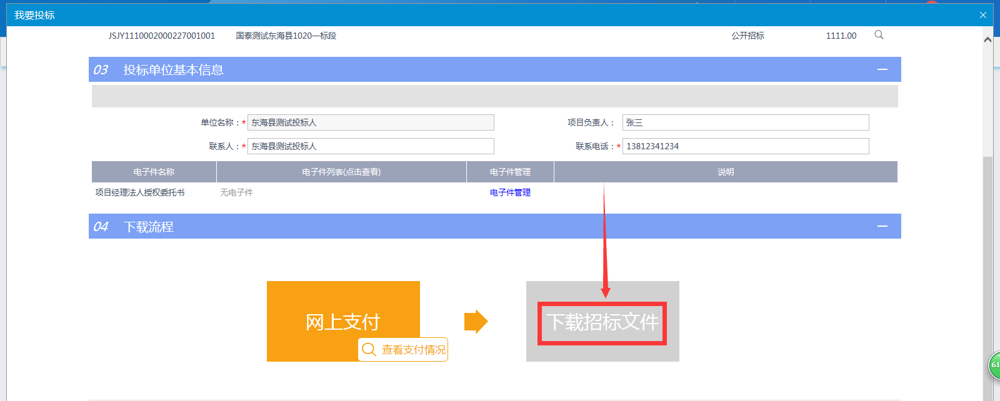 我要投标
JSJY1110002000227001001 国泰测试东海县1020一标段 公开招标 1111.00
03 投标单位基本信息
单位名称：* 东海县测试投标人 项目负责人： 张三
联系人：* 东海县测试投标人 联系电话：* 13812341234
电子件名称 电子件列表(点击查看) 电子件管理 说明
项目经理法人授权委托书 无电子件 电子件管理
04 下载流程
网上支付 下载招标文件
查看支付情况
61